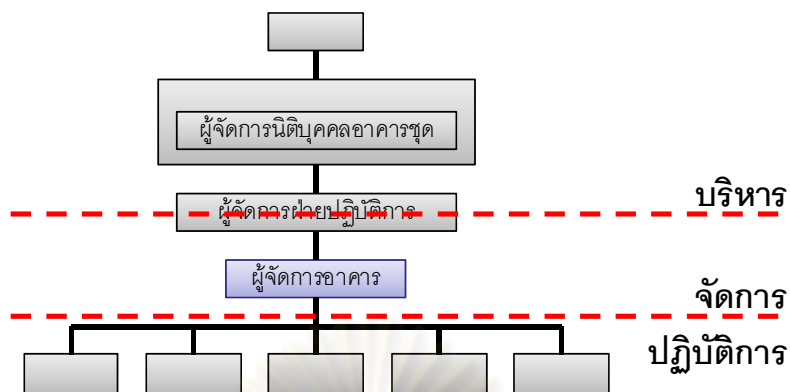 ผู้จัดการนิติบุคคลอาคารชุด
บริหาร
ผู้จัดการฝ่ายปฏิบัติการ
ผู้จัดการอาคาร
จัดการ
ปฏิบัติการ